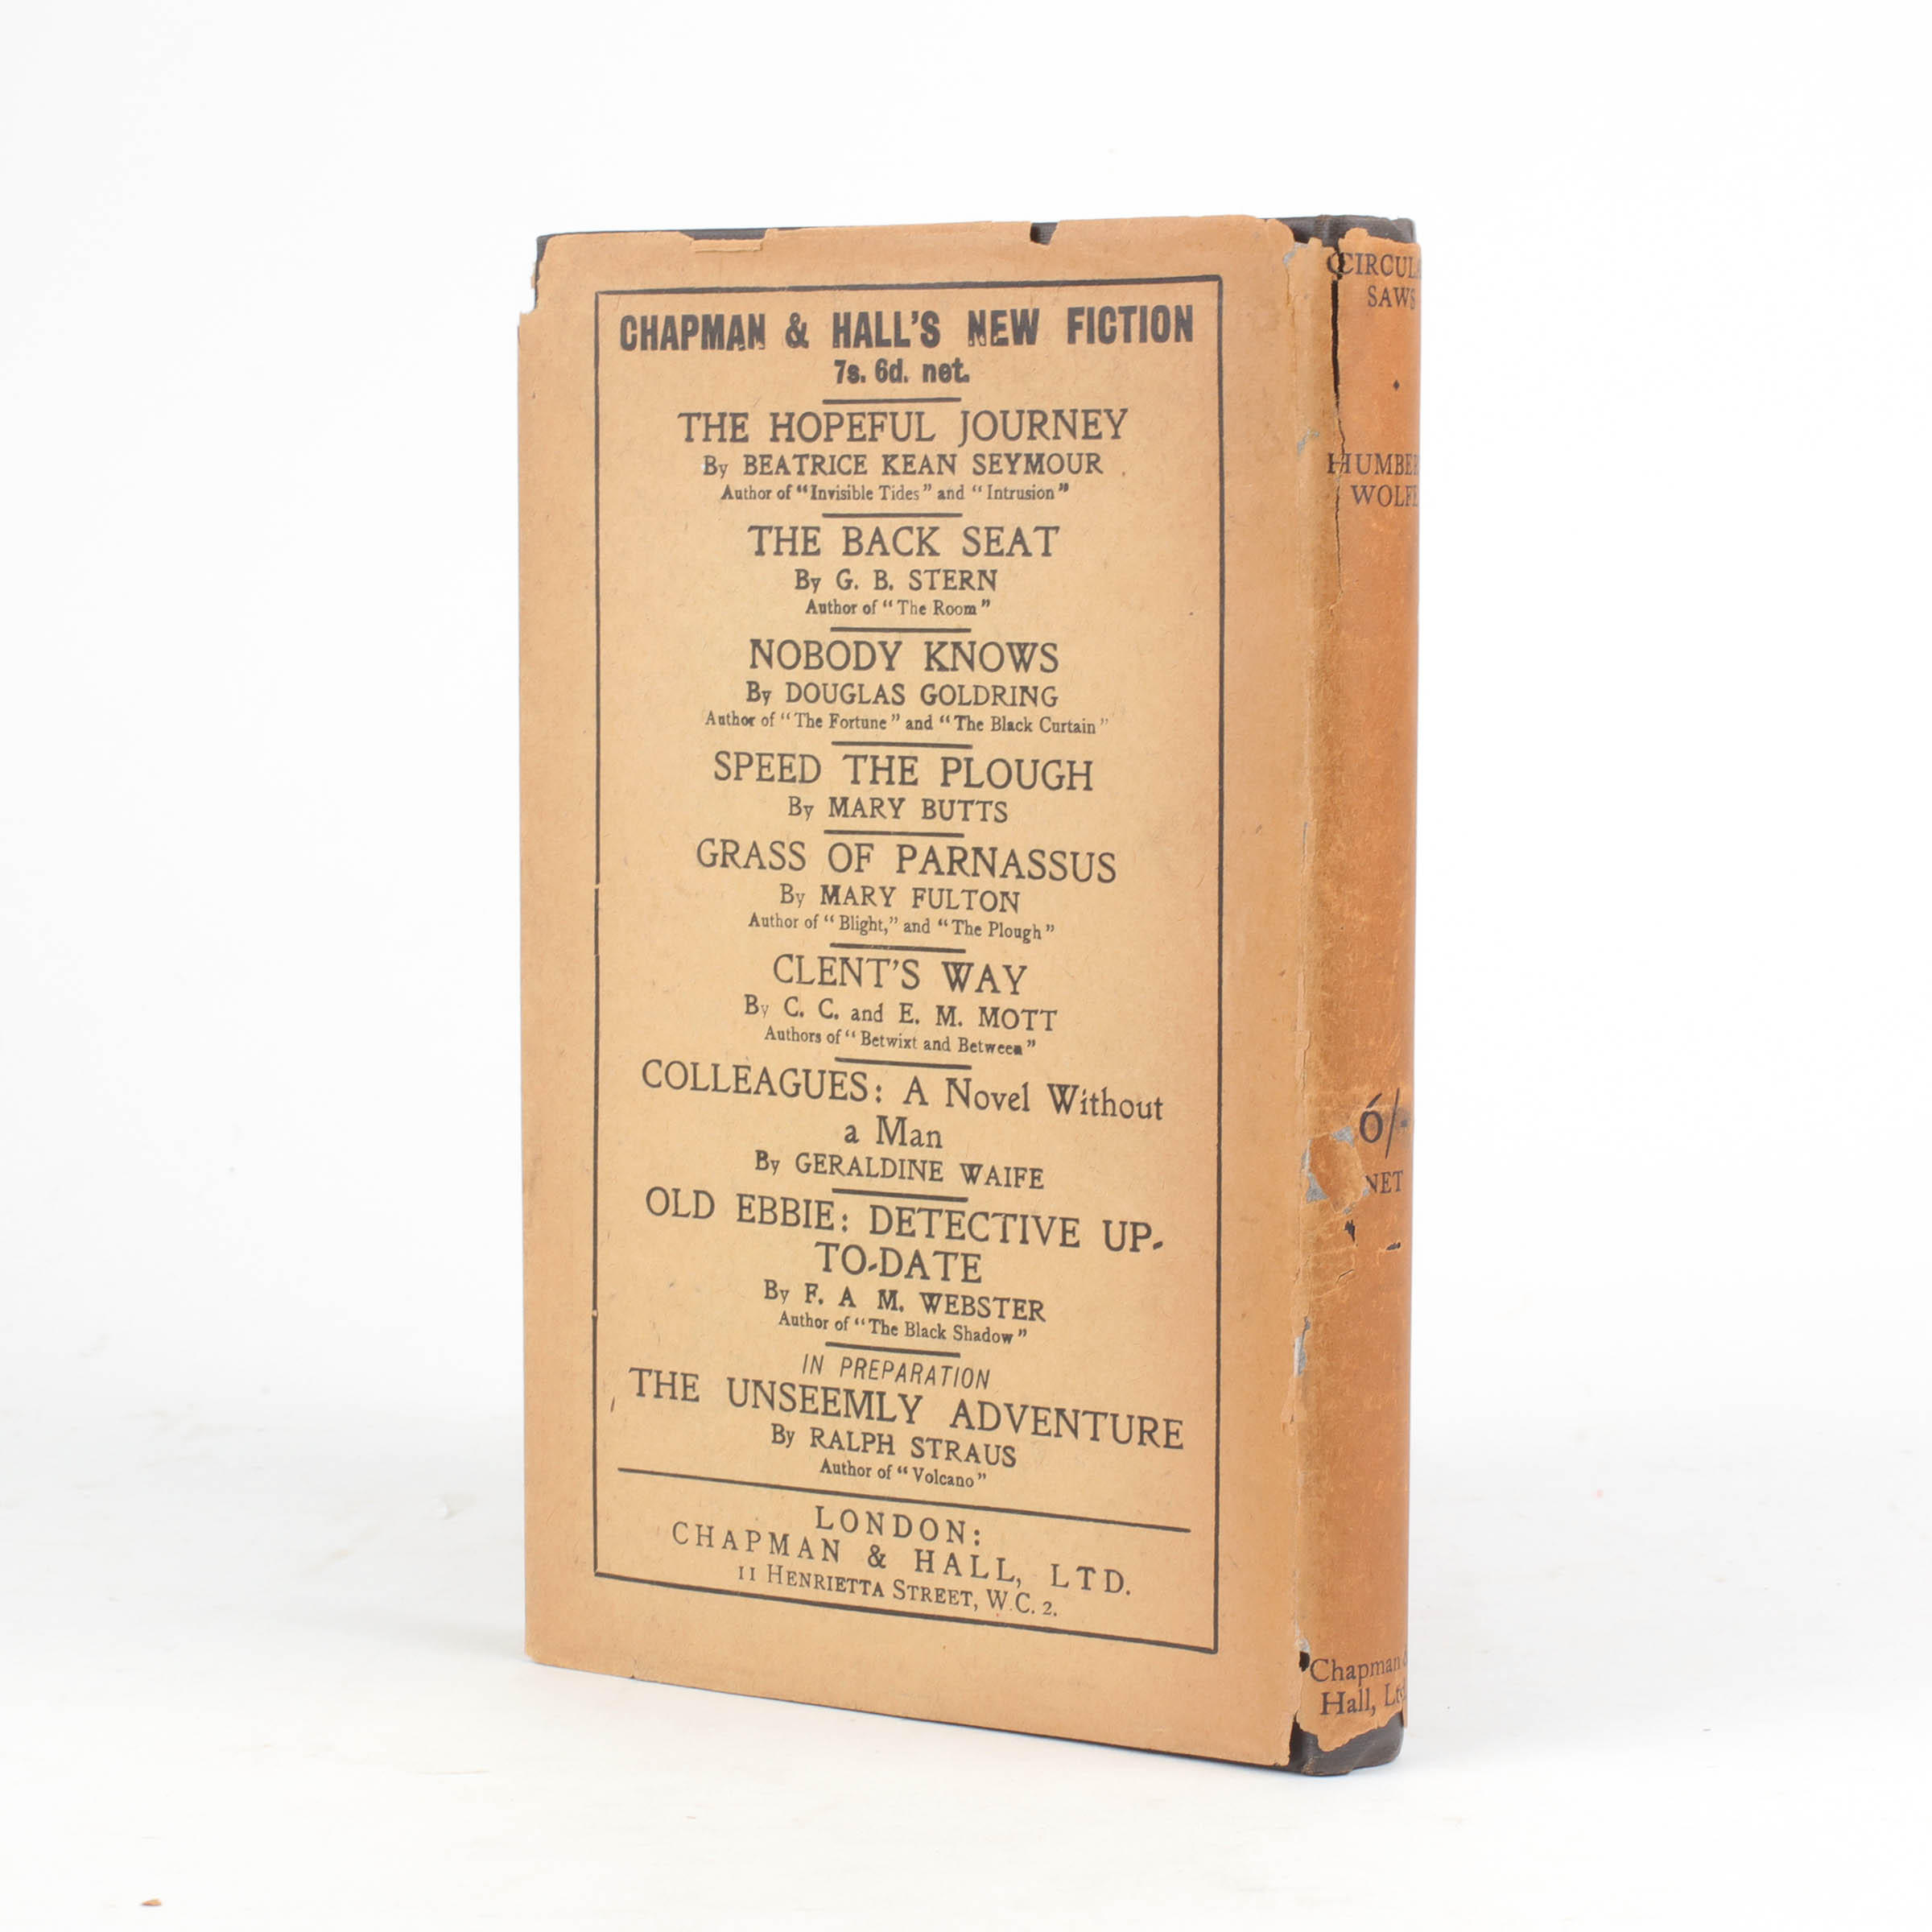 CHAPMAN & HALL'S NEW FICTION
7s. 6d. net.
THE HOPEFUL JOURNEY
By BEATRICE KEAN SEYMOUR
Author of "Invisible Tides" and "Intrusion"
THE BACK SEAT
By G. B. STERN
Author of "The Room"
NOBODY KNOWS
By DOUGLAS GOLDRING
Author of "The Fortune" and "The Black Curtain"
SPEED THE PLOUGH
By MARY BUTTS
GRASS OF PARNASSUS
By MARY FULTON
Author of "Blight," and "The Plough"
CLENT'S WAY
By C. C. and E. M. MOTT
Authors of "Betwixt and Between"
COLLEAGUES: A Novel Without
a Man
By GERALDINE WAIFE
OLD EBBIE: DETECTIVE UP-
TO-DATE
By F. A M. WEBSTER
Author of "The Black Shadow"
IN PREPARATION
THE UNSEEMLY ADVENTURE
By RALPH STRAUS
Author of "Volcano"
LONDON:
CHAPMAN & HALL, LTD.
11 HENRIETTA STREET, W.C. 2.
CIRCULA
SAWS
HUMBER
WOLFE
6/-
NET
Chapman &
Hall, Ltd.